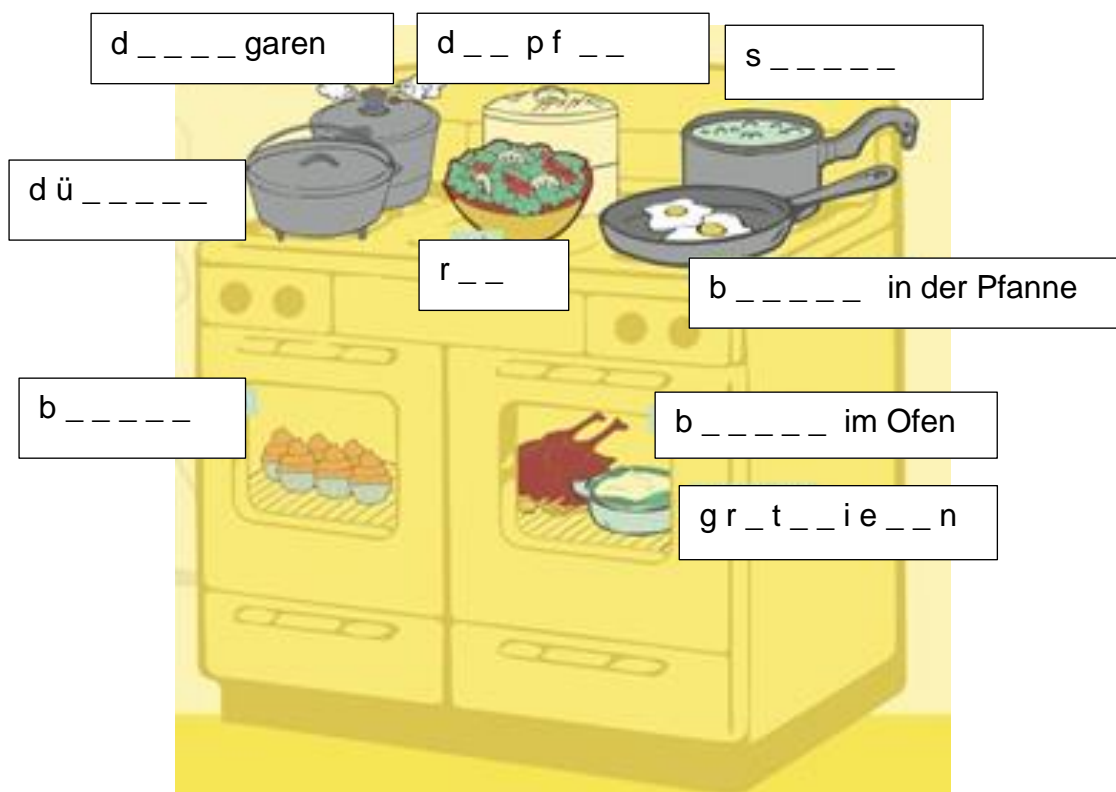 d _ _ _ _ garen
d _ _ p f _ _
s _ _ _ _ _
d ü _ _ _ _ _
r _ _
b _ _ _ _ _ in der Pfanne
b _ _ _ _ _
b _ _ _ _ _ im Ofen
g r _ t _ _ i e _ _ n